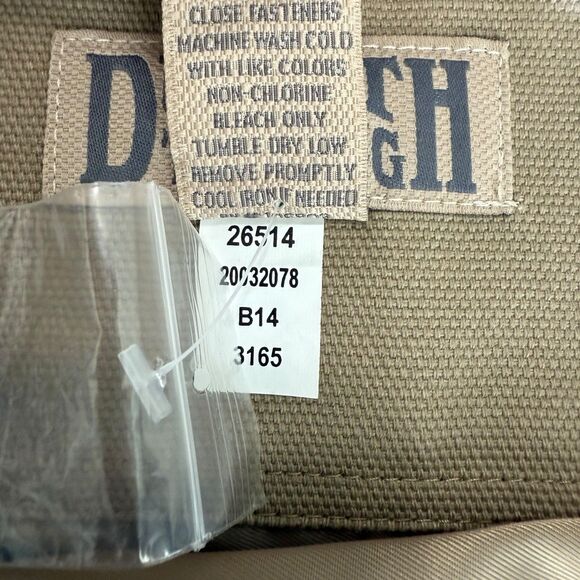 CLOSE FASTENERS
MACHINE WASH COLD
WITH LIKE COLORS
NON-CHLORINE
BLEACH ONLY
TUMBLE DRY LOW
REMOVE PROMPTLY
COOL IRON IF NEEDED
26514
20032078
B14
3165